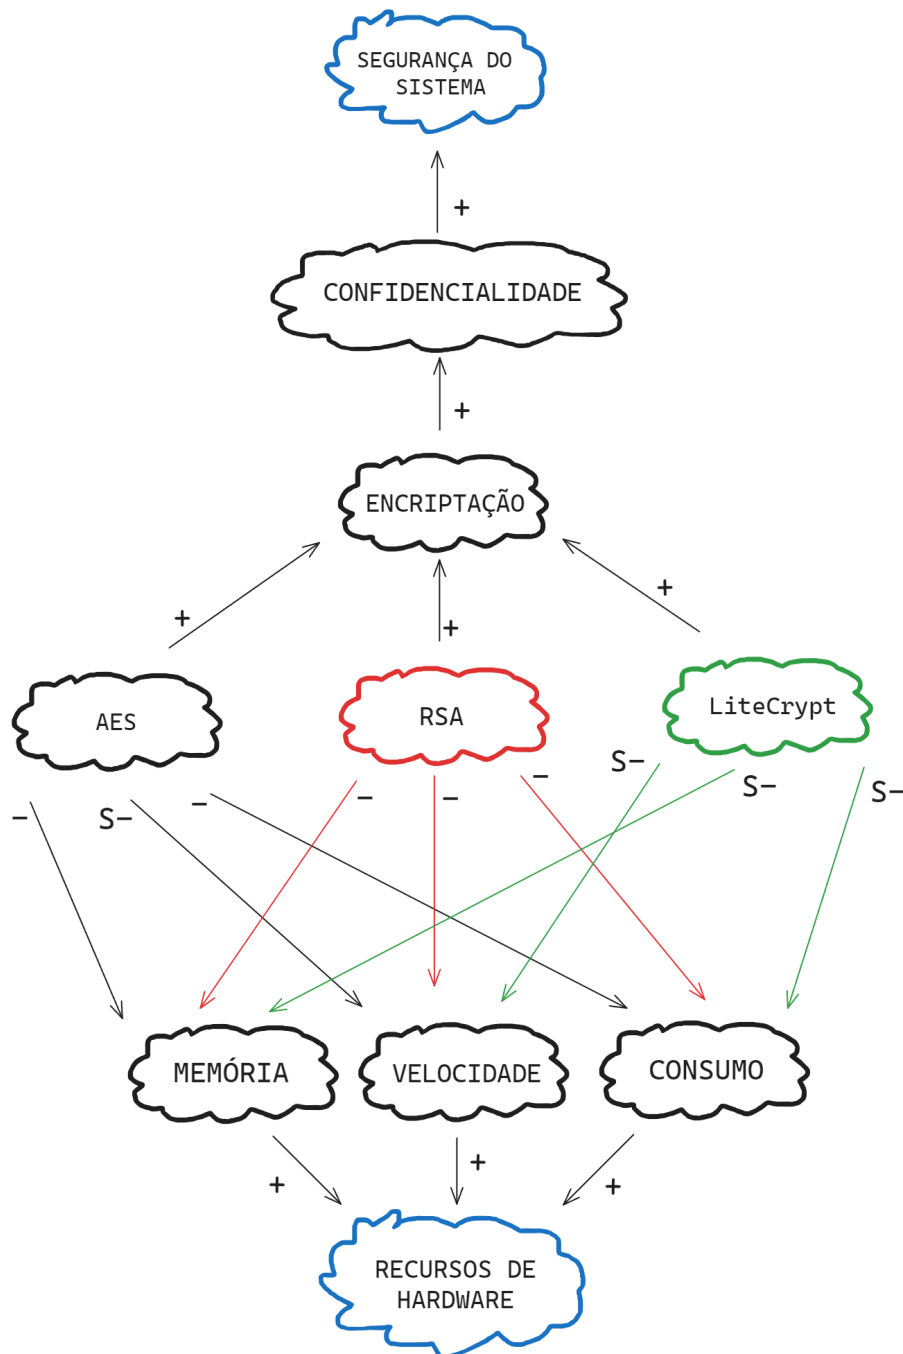 SEGURANÇA DO
SISTEMA
+
CONFIDENCIALIDADE
+
ENCRIPTAÇÃO
+
+
+
AES
RSA
LiteCrypt
−
S−
−
−
−
−
S−
S−
S−
MEMÓRIA
VELOCIDADE
CONSUMO
+
+
+
RECURSOS DE
HARDWARE